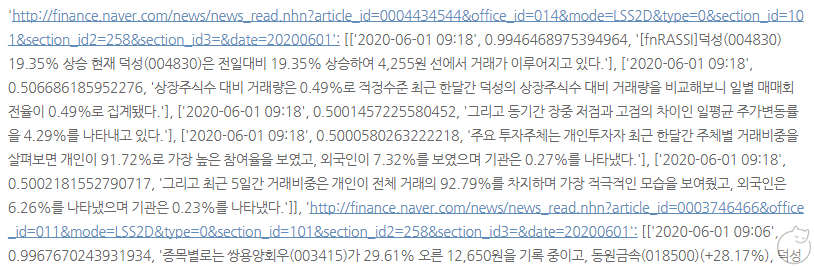 'http://finance.naver.com/news/news_read.nhn?article_id=0004434544&office_id=014&mode=LSS2D&type=0&section_id=10
1&section_id2=258&section_id3=&date=20200601': [['2020-06-01 09:18', 0.9946468975394964, '[fnRASSI]덕성(004830)
19.35% 상승 현재 덕성(004830)은 전일대비 19.35% 상승하여 4,255원 선에서 거래가 이루어지고 있다.'], ['2020-06-01 09:18',
0.506686185952276, '상장주식수 대비 거래량은 0.49%로 적정수준 최근 한달간 덕성의 상장주식수 대비 거래량을 비교해보니 일별 매매회
전율이 0.49%로 집계됐다.'], ['2020-06-01 09:18', 0.5001457225580452, '그리고 동기간 장중 저점과 고점의 차이인 일평균 주가변동률
을 4.29%를 나타내고 있다.'], ['2020-06-01 09:18', 0.5000580263222218, '주요 투자주체는 개인투자자 최근 한달간 주체별 거래비중을
살펴보면 개인이 91.72%로 가장 높은 참여율을 보였고, 외국인이 7.32%를 보였으며 기관은 0.27%를 나타냈다.'], ['2020-06-01 09:18',
0.5002181552790717, '그리고 최근 5일간 거래비중은 개인이 전체 거래의 92.79%를 차지하며 가장 적극적인 모습을 보여줬고, 외국인은
6.26%를 나타냈으며 기관은 0.23%를 나타냈다.']], 'http://finance.naver.com/news/news_read.nhn?article_id=0003746466&office
_id=011&mode=LSS2D&type=0&section_id=101&section_id2=258&section_id3=&date=20200601': [['2020-06-01 09:06',
0.9967670243931934, '종목별로는 쌍용양회우(003415)가 29.61% 오른 12,650원을 기록 중이고, 동원금속(018500)(+28.17%), 덕성